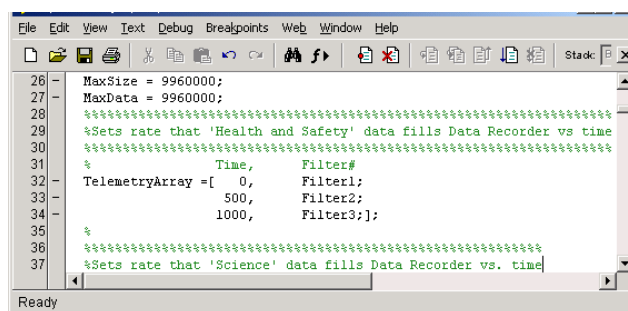 File Edit View Text Debug Breakpoints Web Window Help
Stack:
26 - MaxSize = 9960000;
27 - MaxData = 9960000;
28 %%%%%%%%%%%%%%%%%%%%%%%%%%%%%%%%%%%%%%%%%%%%%%%%%%%%%%%%%%%%%%%%%%%%
29 %Sets rate that 'Health and Safety' data fills Data Recorder vs time
30 %%%%%%%%%%%%%%%%%%%%%%%%%%%%%%%%%%%%%%%%%%%%%%%%%%%%%%%%%%%%%%%%%%%%
31 % Time, Filter#
32 - TelemetryArray =[ 0, Filter1;
33 - 500, Filter2;
34 - 1000, Filter3;];
35 %
36 %%%%%%%%%%%%%%%%%%%%%%%%%%%%%%%%%%%%%%%%%%%%%%%%%%%%%%%%%%%
37 %Sets rate that 'Science' data fills Data Recorder vs. time
Ready